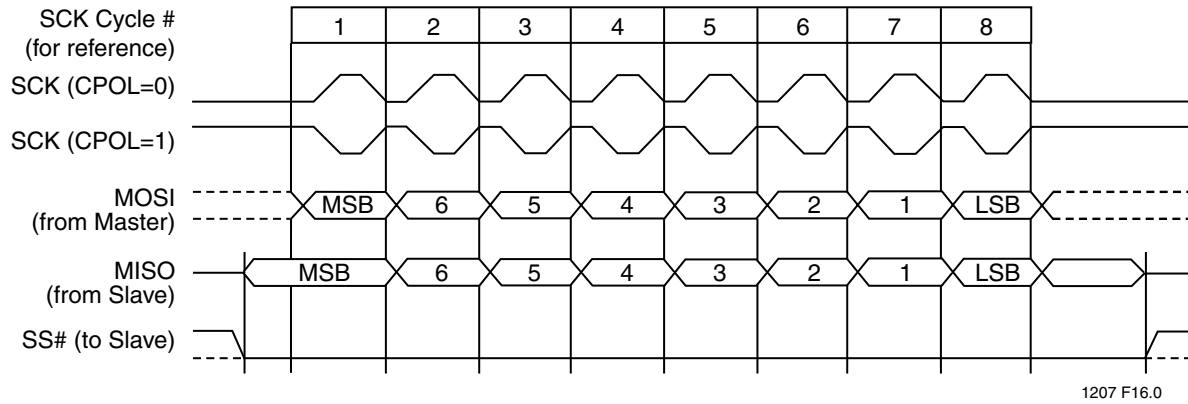 SCK Cycle # 1 2 3 4 5 6 7 8
(for reference)
SCK (CPOL=0)
SCK (CPOL=1)
MOSI MSB 6 5 4 3 2 1 LSB
(from Master)
MISO MSB 6 5 4 3 2 1 LSB
(from Slave)
SS# (to Slave)
1207 F16.0